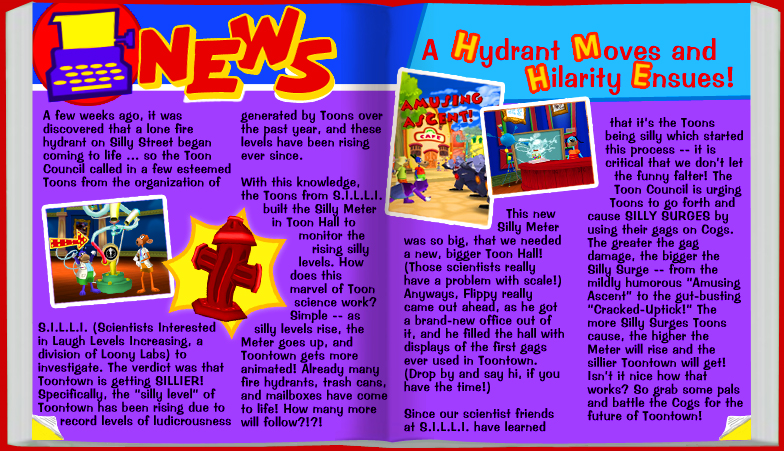 NEWS
A few weeks ago, it was
discovered that a lone fire
hydrant on Silly Street began
coming to life ... so the Toon
Council called in a few esteemed
Toons from the organization of
S.I.L.L.I. (Scientists Interested
in Laugh Levels Increasing, a
division of Loony Labs) to
investigate. The verdict was that
Toontown is getting SILLIER!
Specifically, the "silly level" of
Toontown has been rising due to
record levels of ludicrousness
generated by Toons over
the past year, and these
levels have been rising
ever since.
With this knowledge,
the Toons from S.I.L.L.I.
built the Silly Meter
in Toon Hall to
monitor the
rising silly
levels. How
does this
marvel of Toon
science work?
Simple -- as
silly levels rise, the
Meter goes up, and
Toontown gets more
animated! Already many
fire hydrants, trash cans,
and mailboxes have come
to life! How many more
will follow?!?!
A Hydrant Moves and
Hilarity Ensues!
AMUSING
ASCENT!
CAFE
This new
Silly Meter
was so big, that we needed
a new, bigger Toon Hall!
(Those scientists really
have a problem with scale!)
Anyways, Flippy really
came out ahead, as he got
a brand-new office out of
it, and he filled the hall with
displays of the first gags
ever used in Toontown.
(Drop by and say hi, if you
have the time!)
Since our scientist friends
at S.I.L.L.I. have learned
that it's the Toons
being silly which started
this process -- it is
critical that we don't let
the funny falter! The
Toon Council is urging
Toons to go forth and
cause SILLY SURGES by
using their gags on Cogs.
The greater the gag
damage, the bigger the
Silly Surge -- from the
mildly humorous "Amusing
Ascent" to the gut-busting
"Cracked-Uptick!" The
more Silly Surges Toons
cause, the higher the
Meter will rise and the
sillier Toontown will get!
Isn't it nice how that
works? So grab some pals
and battle the Cogs for the
future of Toontown!